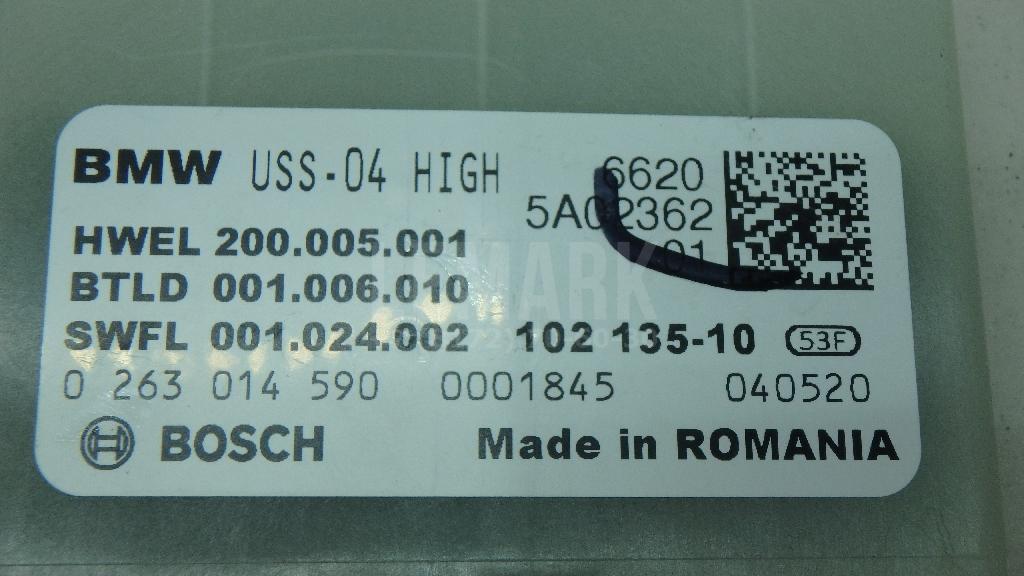 BMW USS-04 HIGH
6620
5A02362
01
HWEL 200.005.001
BTLD 001.006.010
SWFL 001.024.002 102 135-10 53F
0 263 014 590 0001845 040520
BOSCH Made in ROMANIA